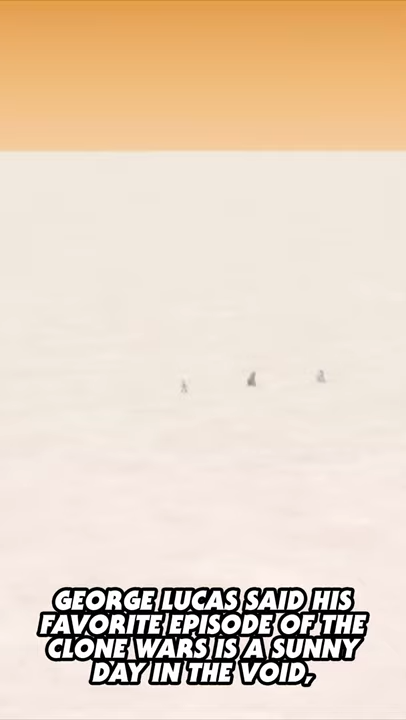 GEORGE LUCAS SAID HIS
FAVORITE EPISODE OF THE
CLONE WARS IS A SUNNY
DAY IN THE VOID,